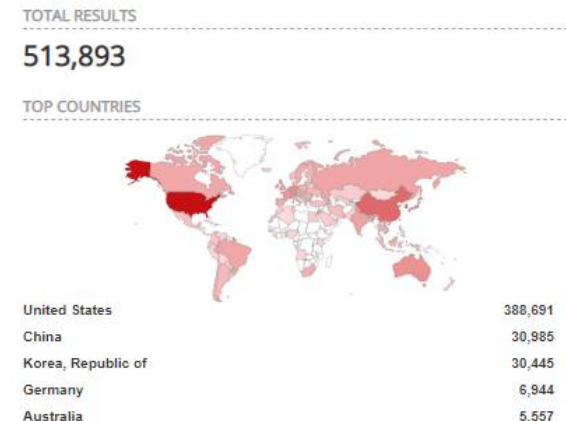 TOTAL RESULTS
513,893
TOP COUNTRIES
United States 388,691
China 30,985
Korea, Republic of 30,445
Germany 6,944
Australia 5,557